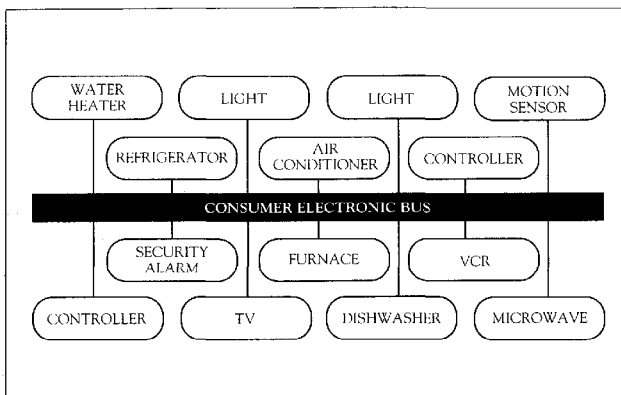 WATER
HEATER
LIGHT
LIGHT
MOTION
SENSOR
REFRIGERATOR
AIR
CONDITIONER
CONTROLLER
CONSUMER ELECTRONIC BUS
SECURITY
ALARM
FURNACE
VCR
CONTROLLER
TV
DISHWASHER
MICROWAVE